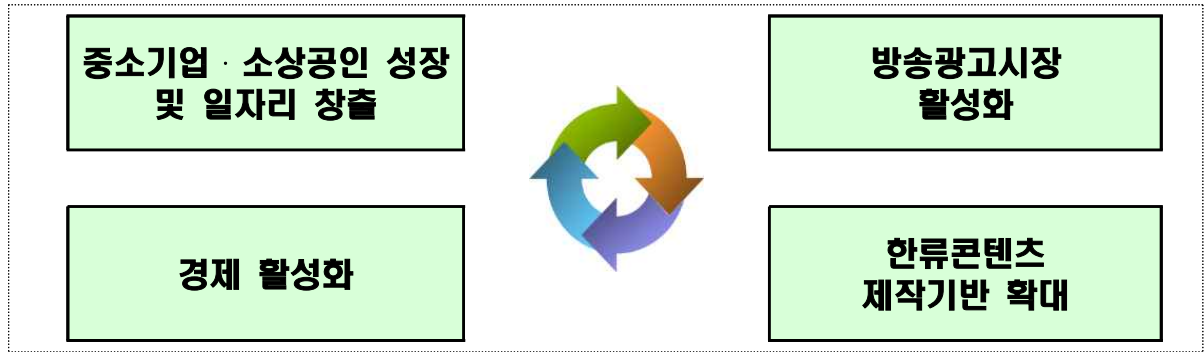 중소기업 · 소상공인 성장
및 일자리 창출
방송광고시장
활성화
경제 활성화
한류콘텐츠
제작기반 확대